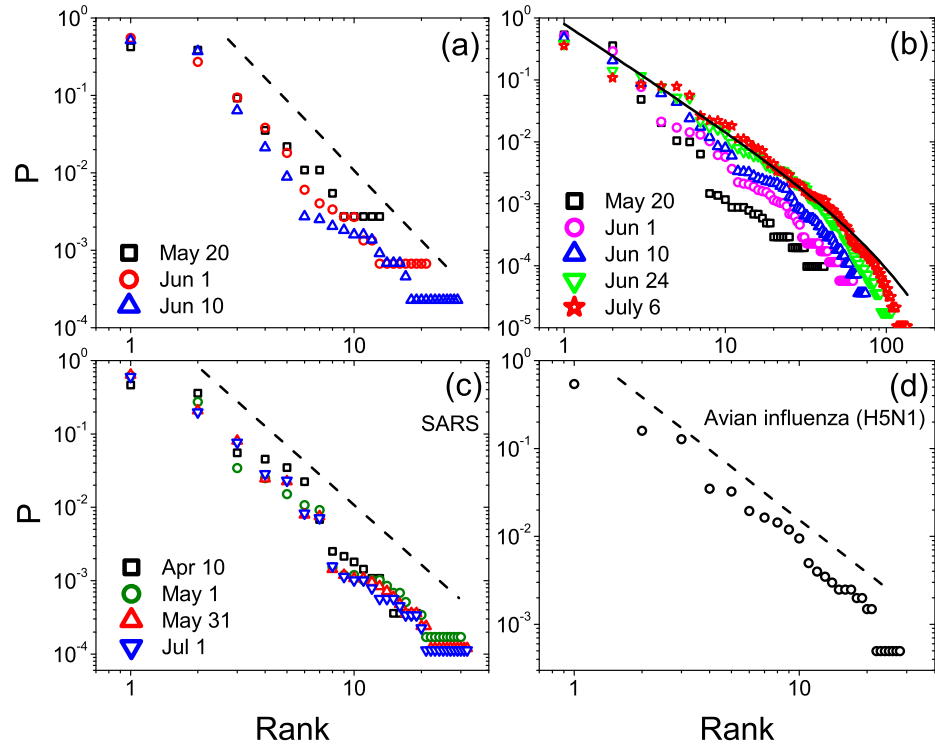 (a)
P
10^0
10^-1
10^-2
10^-3
10^-4
May 20
Jun 1
Jun 10
1
10
(b)
10^0
10^-1
10^-2
10^-3
10^-4
10^-5
May 20
Jun 1
Jun 10
Jun 24
July 6
1
10
100
(c)
SARS
P
10^0
10^-1
10^-2
10^-3
10^-4
Apr 10
May 1
May 31
Jul 1
1
10
Rank
(d)
Avian influenza (H5N1)
10^0
10^-1
10^-2
10^-3
1
10
Rank